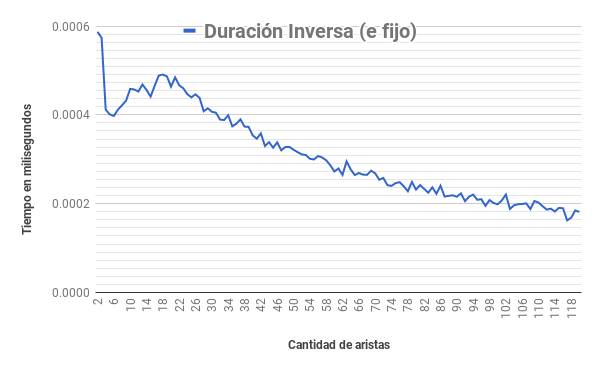 Duración Inversa (e fijo)
0.0006
0.0004
0.0002
0.0000
Tiempo en milisegundos
2 6 10 14 18 22 26 30 34 38 42 46 50 54 58 62 66 70 74 78 82 86 90 94 98 102 106 110 114 118
Cantidad de aristas